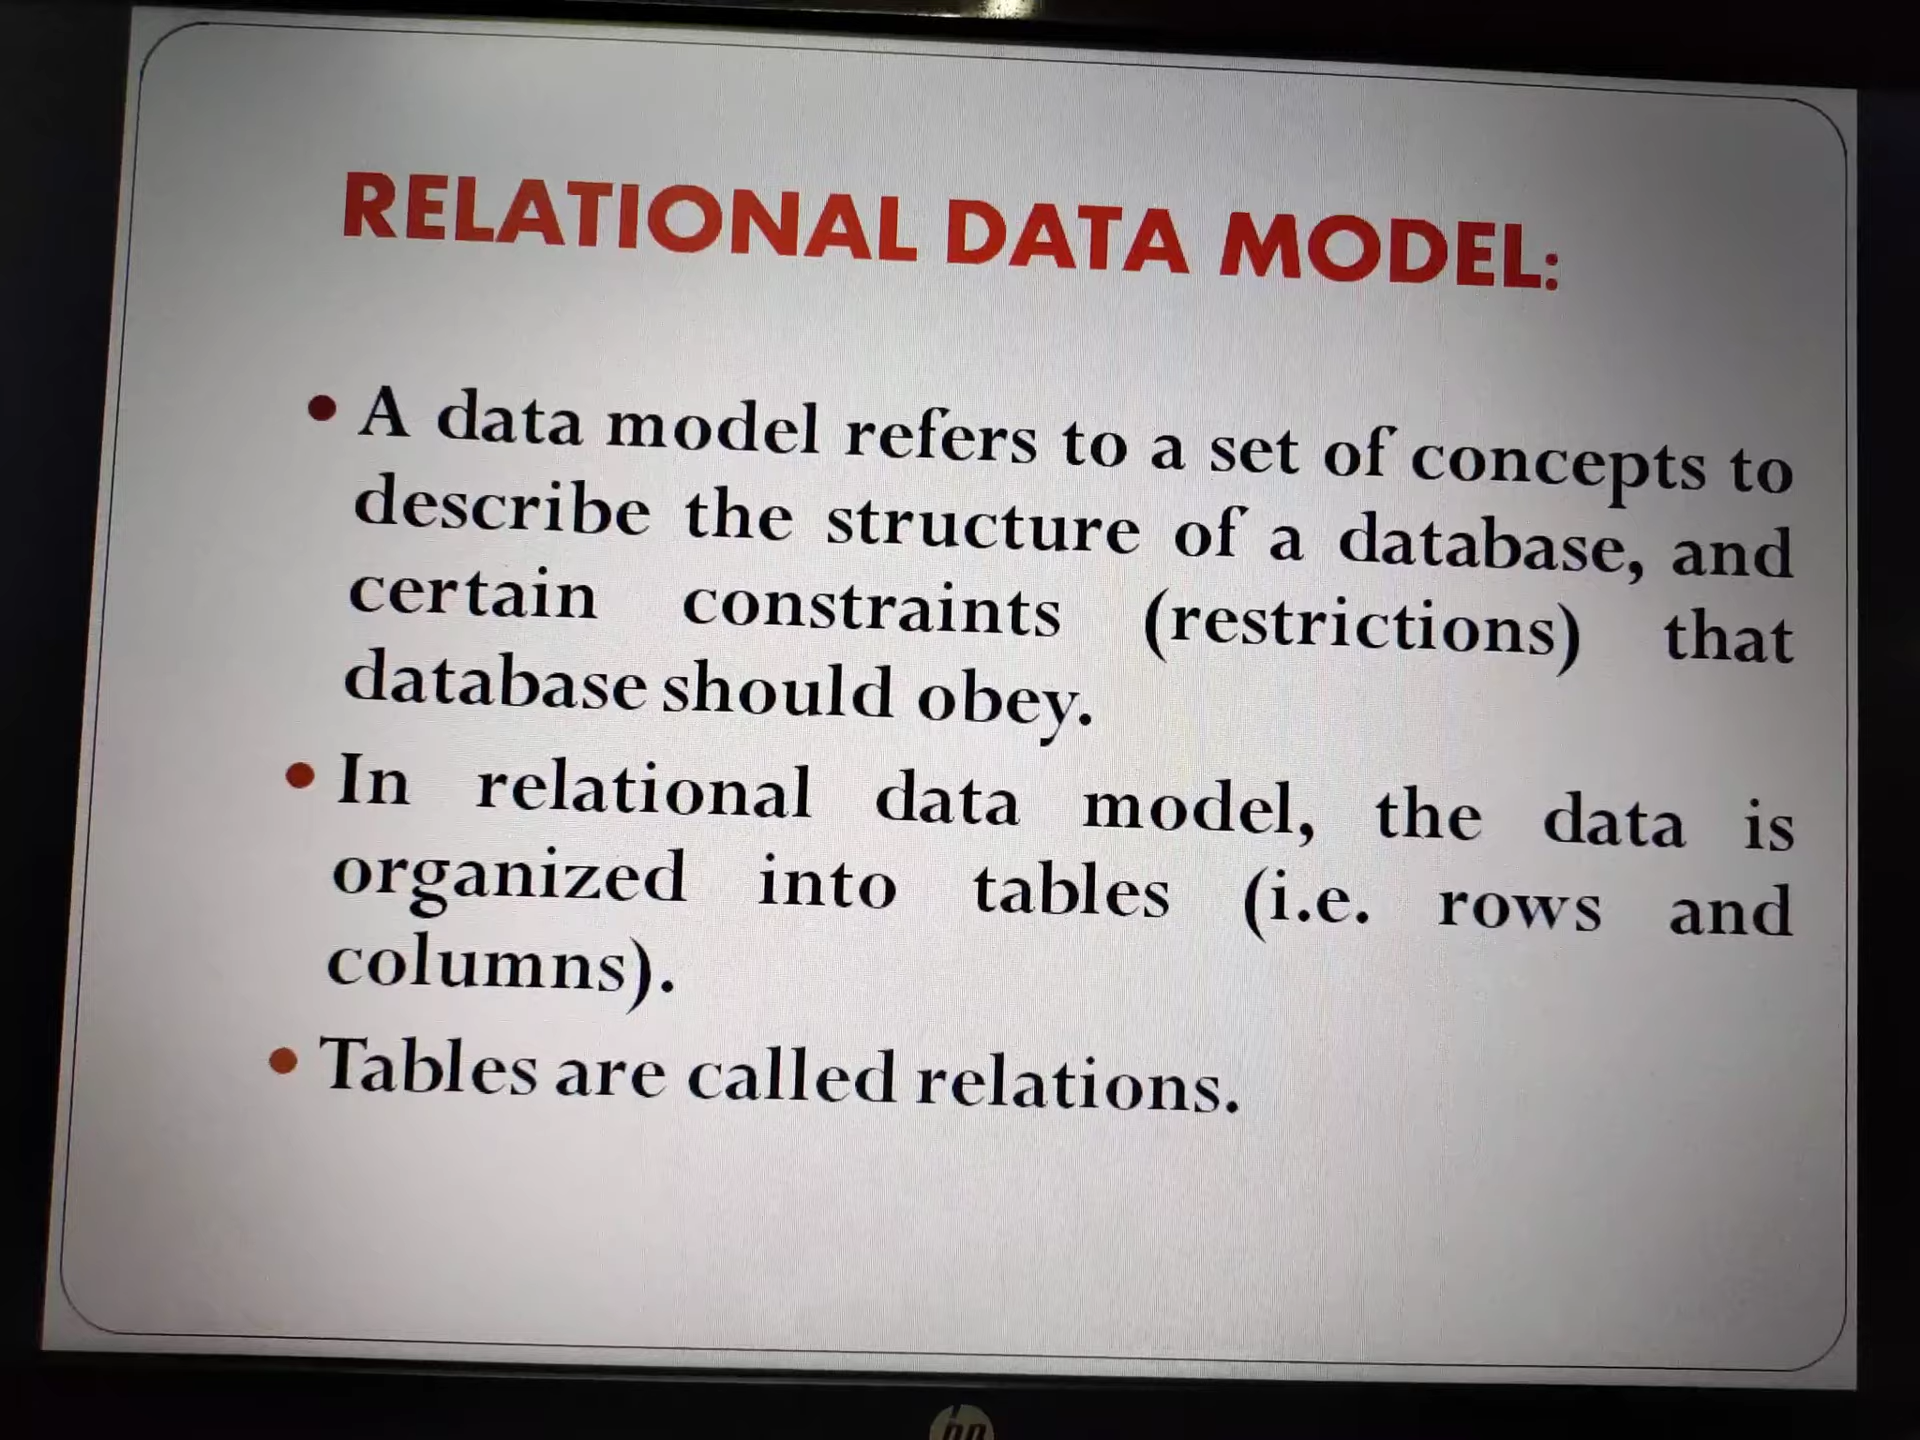 RELATIONAL DATA MODEL:
• A data model refers to a set of concepts to
describe the structure of a database, and
certain constraints (restrictions) that
database should obey.
• In relational data model, the data is
organized into tables (i.e. rows and
columns).
• Tables are called relations.
hp